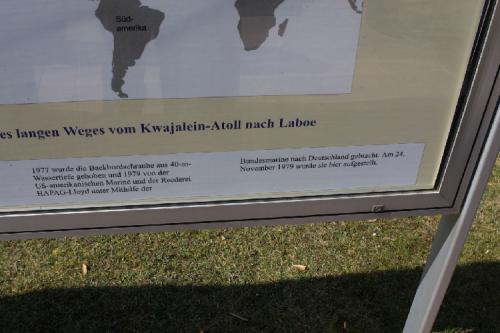 Süd-
amerika
es langen Weges vom Kwajalein-Atoll nach Laboe
1977 wurde die Backbordschraube aus 40-m-
Wassertiefe gehoben und 1979 von der
US-amerikanischen Marine und der Reederei
HAPAG-Lloyd unter Mithilfe der
Bundesmarine nach Deutschland gebracht. Am 24.
November 1979 wurde sie hier aufgestellt.